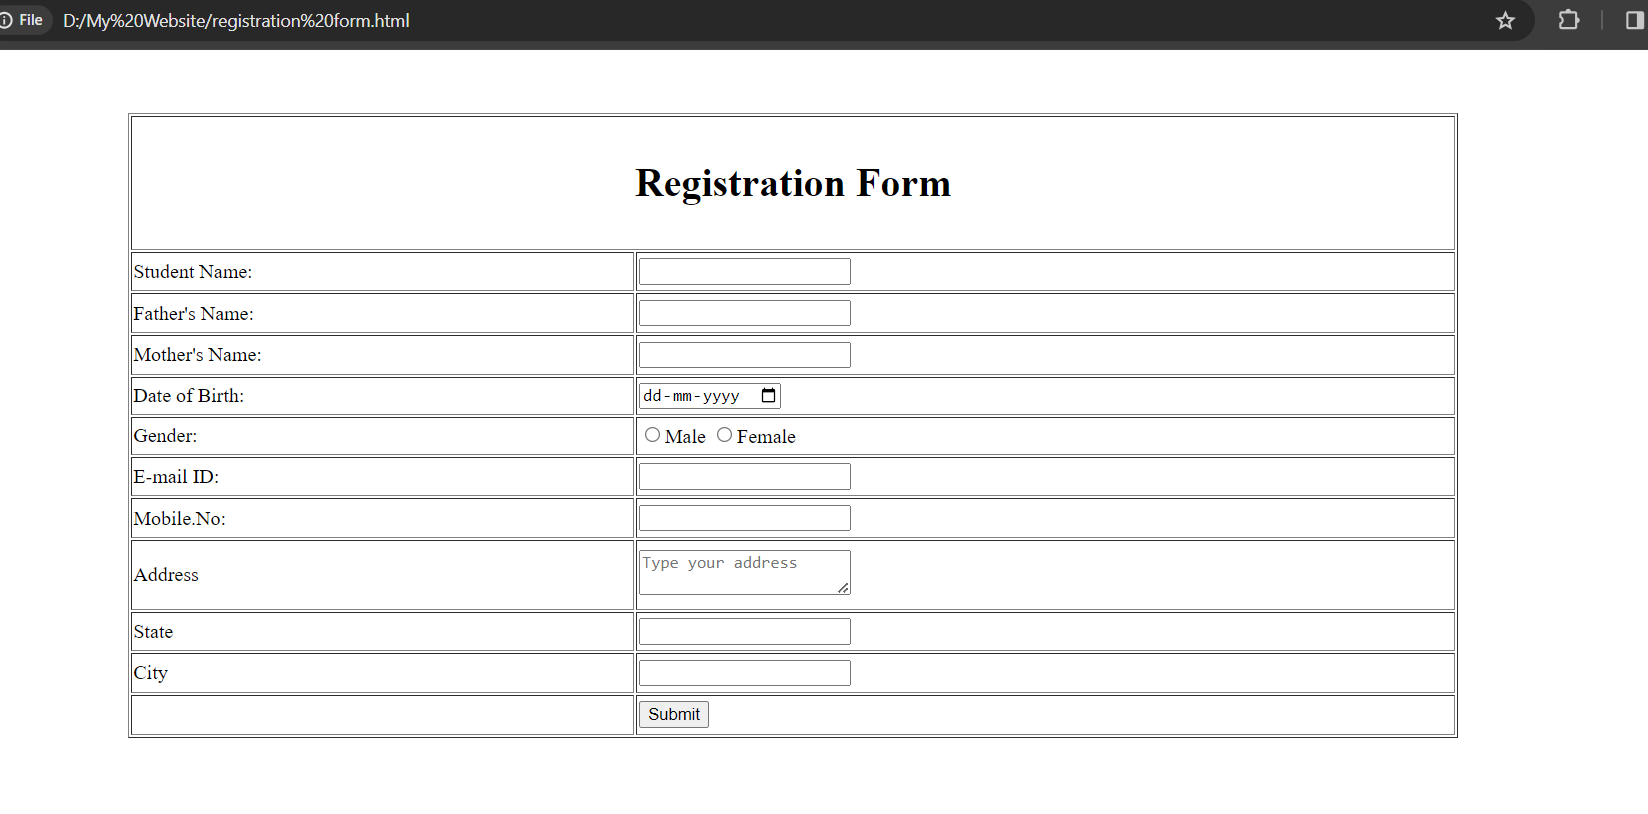 File D:/My%20Website/registration%20form.html
Registration Form
Student Name:
Father's Name:
Mother's Name:
Date of Birth: dd-mm-yyyy
Gender: Male Female
E-mail ID:
Mobile.No:
Address Type your address
State
City
Submit